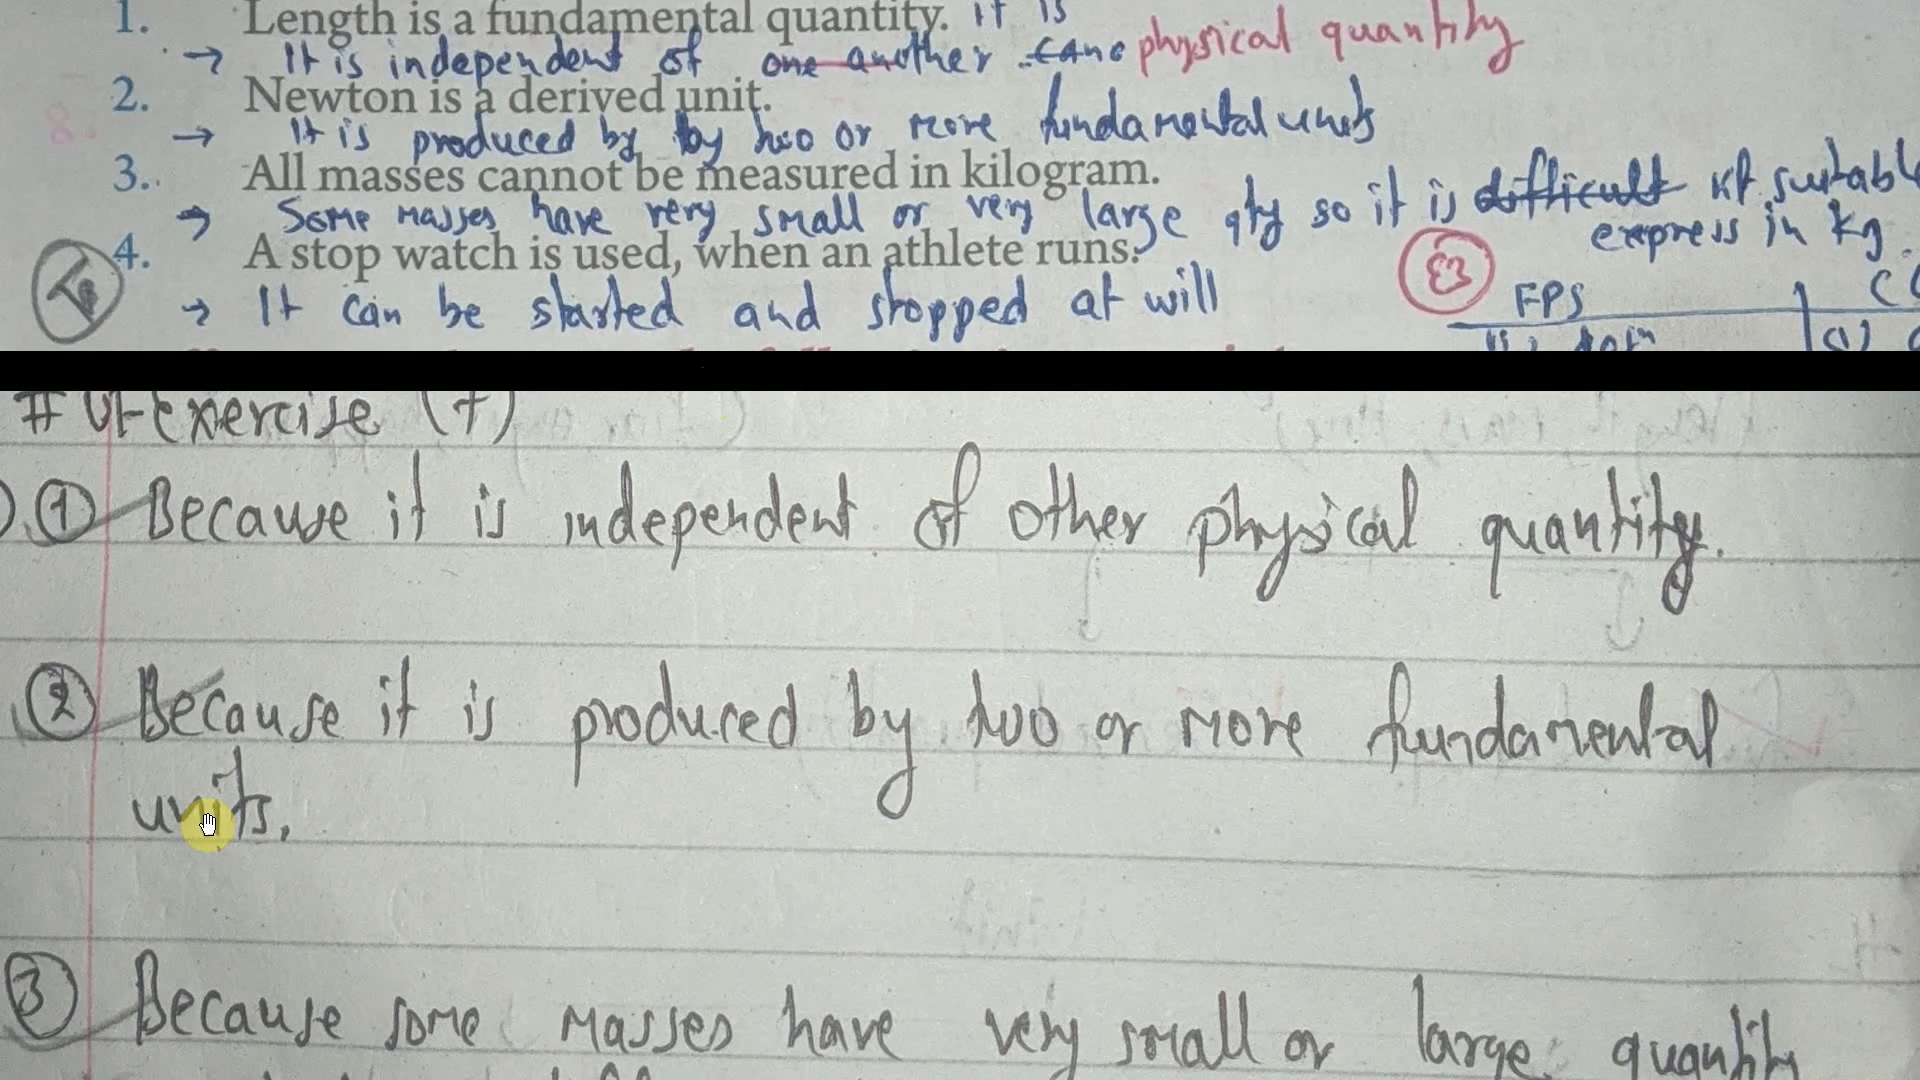 1. Length is a fundamental quantity. it is
→ It is independent of one another physical quantity
2. Newton is a derived unit.
→ It is produced by by two or more fundamental units
3. All masses cannot be measured in kilogram.
→ Some masses have very small or very large qty so it is difficult suitable
express in kg.
4. A stop watch is used, when an athlete runs.
→ It can be started and stopped at will
FPS
# Exercise
① Because it is independent of other physical quantity.
② Because it is produced by two or more fundamental
units.
③ Because some masses have very small or large quantity